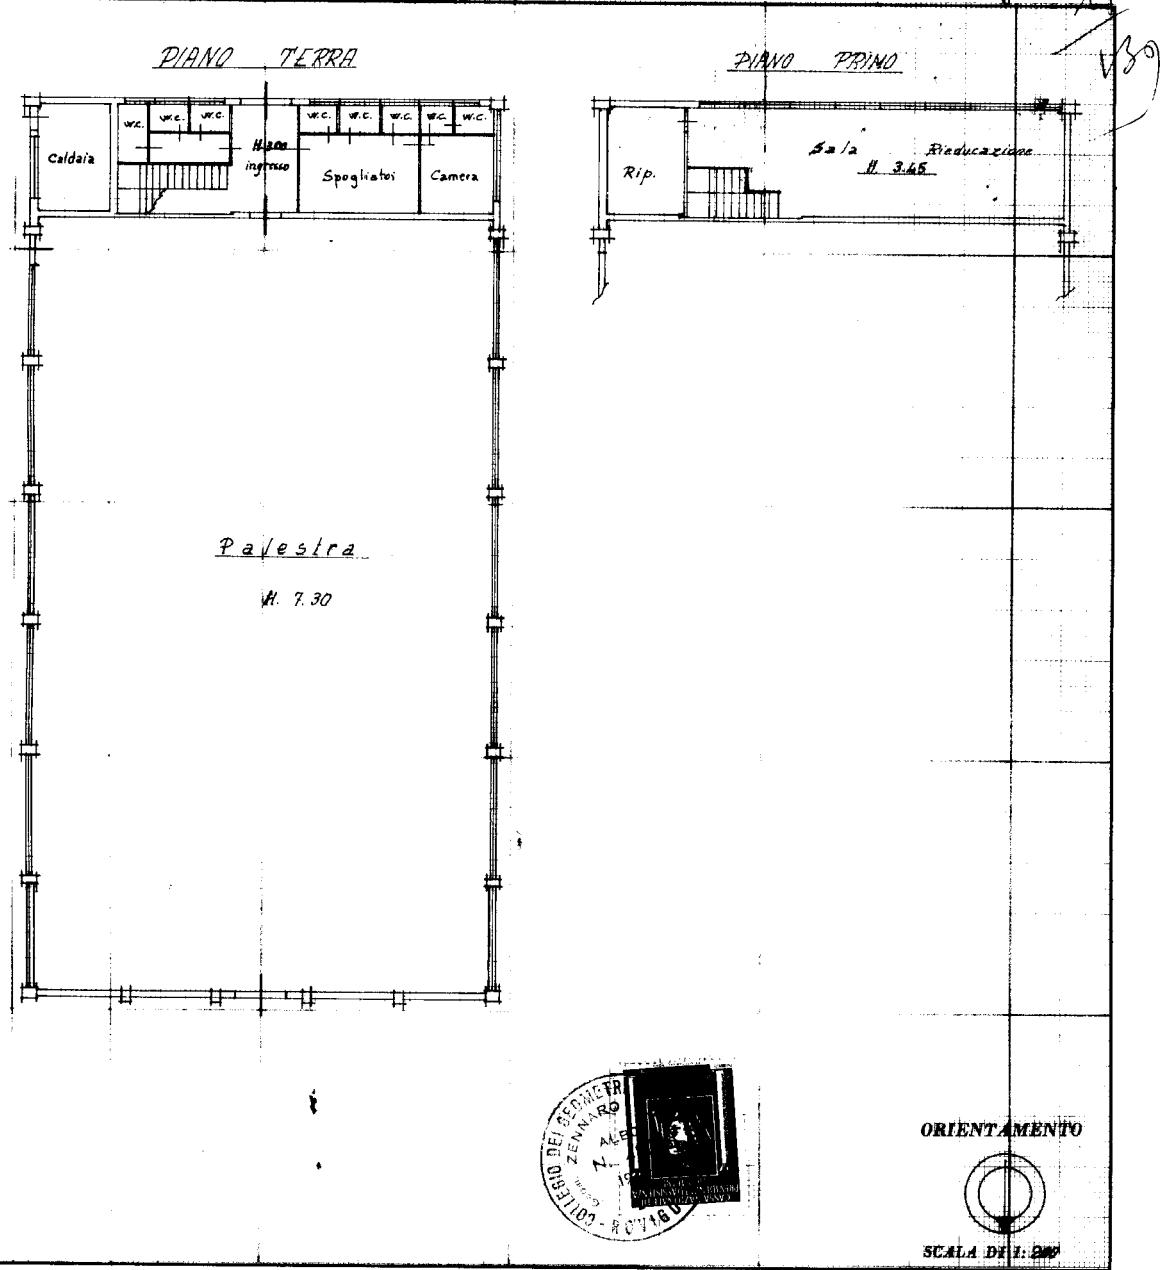 PIANO TERRA
w.c. w.c. w.c. w.c. w.c. w.c. w.c. w.c.
Caldaia
H. 3.00
ingresso
Spogliatoi
Camera
Palestra
H. 7.30
PIANO PRIMO
Rip.
Sala Rieducazione
H. 3.45
COLLEGIO DEI GEOMETRI
ZENNARO
ROVIGO
ORIENTAMENTO
SCALA DI 1: 200